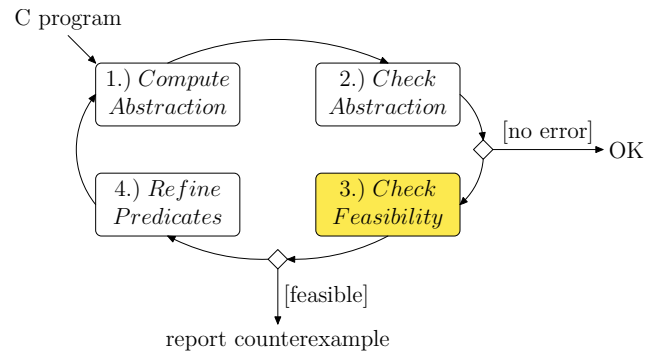 C program
1.) Compute
Abstraction
2.) Check
Abstraction
[no error]
OK
4.) Refine
Predicates
3.) Check
Feasibility
[feasible]
report counterexample